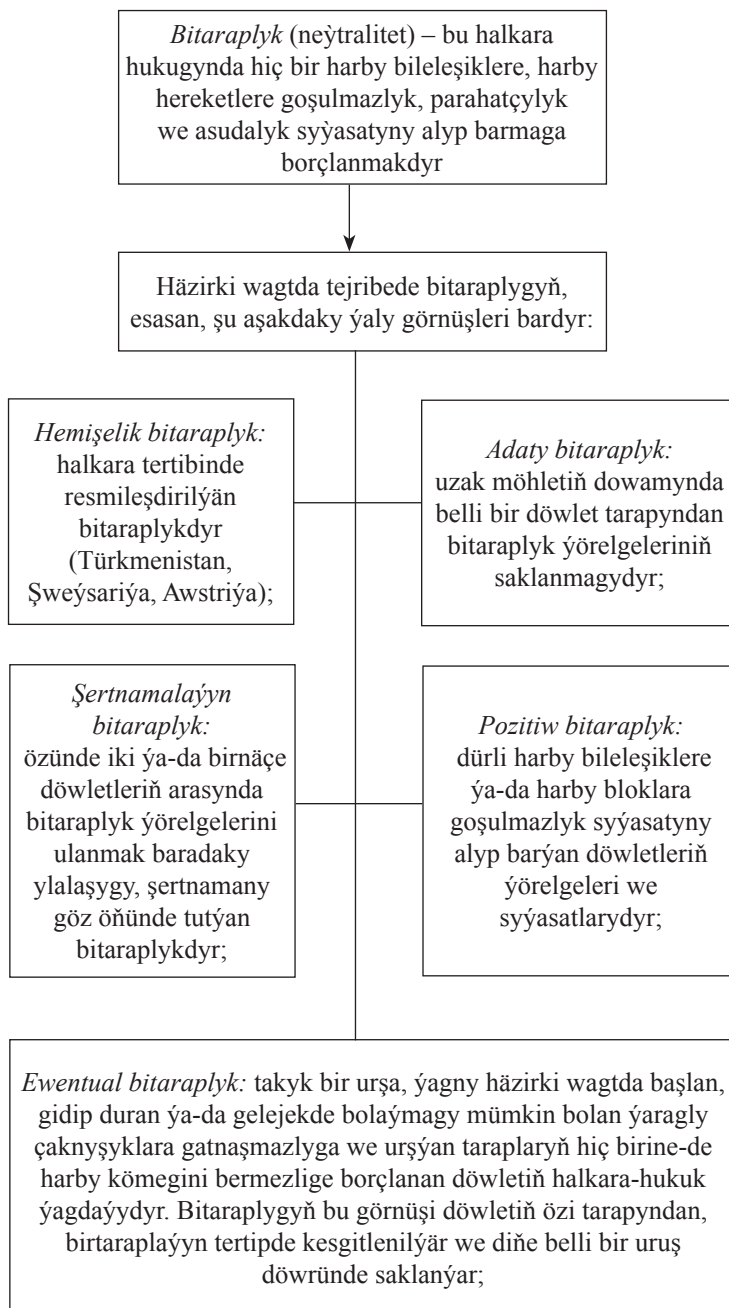 Bitaraplyk (neỳtralitet) – bu halkara
hukugynda hiç bir harby bileleşiklere, harby
hereketlere goşulmazlyk, parahatçylyk
we asudalyk syỳasatyny alyp barmaga
borçlanmakdyr
Häzirki wagtda tejribede bitaraplygyň,
esasan, şu aşakdaky ýaly görnüşleri bardyr:
Hemişelik bitaraplyk:
halkara tertibinde
resmileşdirilýän
bitaraplykdyr
(Türkmenistan,
Şweýsariýa, Awstriýa);
Adaty bitaraplyk:
uzak möhletiň dowamynda
belli bir döwlet tarapyndan
bitaraplyk ýörelgeleriniň
saklanmagydyr;
Şertnamalaýyn
bitaraplyk:
özünde iki ýa-da birnäçe
döwletleriň arasynda
bitaraplyk ýörelgelerini
ulanmak baradaky
ylalaşygy, şertnamany
göz öňünde tutýan
bitaraplykdyr;
Pozitiw bitaraplyk:
dürli harby bileleşiklere
ýa-da harby bloklara
goşulmazlyk syýasatyny
alyp barýan döwletleriň
ýörelgeleri we
syýasatlarydyr;
Ewentual bitaraplyk: takyk bir urşa, ýagny häzirki wagtda başlan,
gidip duran ýa-da gelejekde bolaýmagy mümkin bolan ýaragly
çaknyşyklara gatnaşmazlyga we urşýan taraplaryň hiç birine-de
harby kömegini bermezlige borçlanan döwletiň halkara-hukuk
ýagdaýydyr. Bitaraplygyň bu görnüşi döwletiň özi tarapyndan,
birtaraplaýyn tertipde kesgitlenilýär we diňe belli bir uruş
döwründe saklanýar;